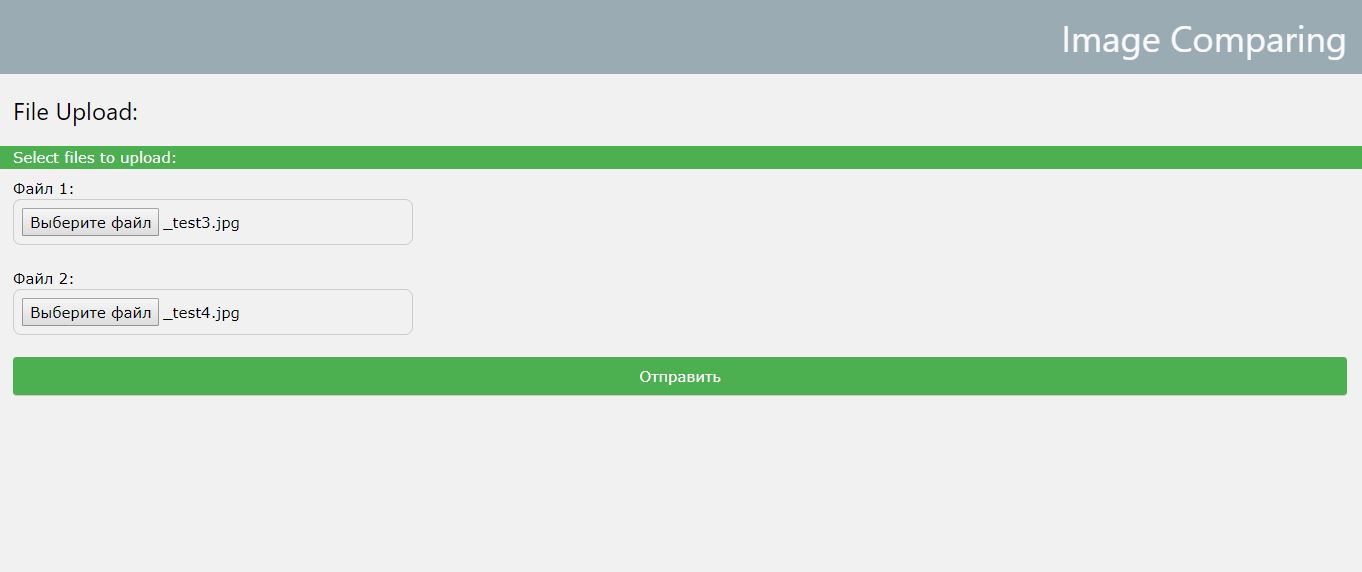 Image Comparing
File Upload:
Select files to upload:
Файл 1:
Выберите файл _test3.jpg
Файл 2:
Выберите файл _test4.jpg
Отправить